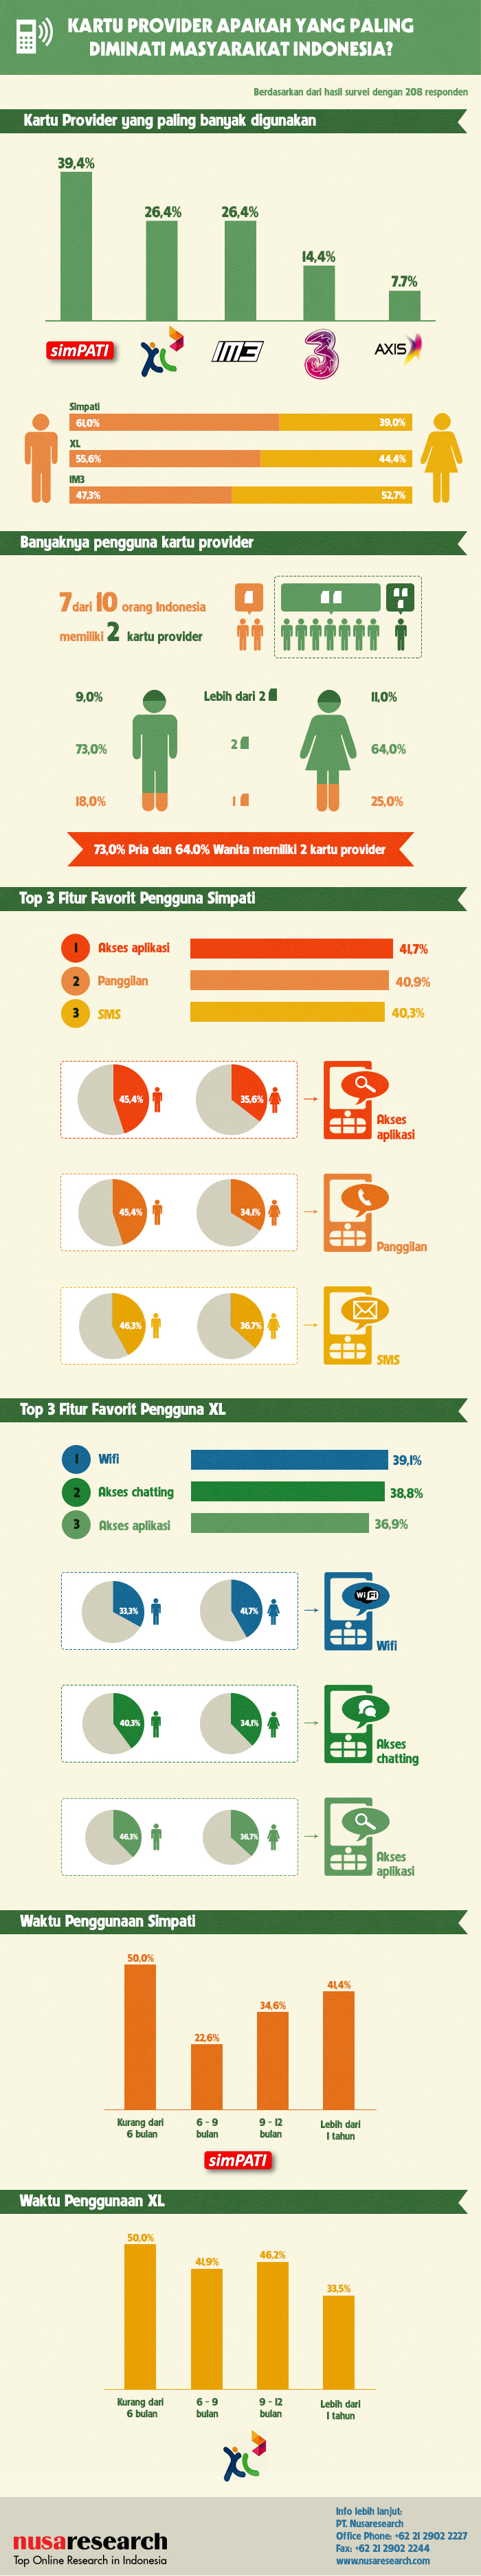 KARTU PROVIDER APAKAH YANG PALING
DIMINATI MASYARAKAT INDONESIA?
Berdasarkan dari hasil survei dengan 208 responden
Kartu Provider yang paling banyak digunakan
39,4%
26,4%
26,4%
14,4%
7.7%
simPATI
XL
IM3
3
AXIS
Simpati
61,0%
39,0%
XL
55,6%
44,4%
IM3
47,3%
52,7%
Banyaknya pengguna kartu provider
7 dari 10 orang Indonesia
memiliki 2 kartu provider
9,0%
Lebih dari 2
11,0%
73,0%
2
64,0%
18,0%
1
25,0%
73,0% Pria dan 64.0% Wanita memiliki 2 kartu provider
Top 3 Fitur Favorit Pengguna Simpati
1 Akses aplikasi 41,7%
2 Panggilan 40,9%
3 SMS 40,3%
45,4%
35,6%
Akses
aplikasi
45,4%
34,1%
Panggilan
46,3%
36,7%
SMS
Top 3 Fitur Favorit Pengguna XL
1 Wifi 39,1%
2 Akses chatting 38,8%
3 Akses aplikasi 36,9%
33,3%
41,7%
Wi Fi
Wifi
40,3%
34,1%
Akses
chatting
46,3%
36,7%
Akses
aplikasi
Waktu Penggunaan Simpati
50,0%
22,6%
34,6%
41,4%
Kurang dari
6 bulan
6 - 9
bulan
9 - 12
bulan
Lebih dari
1 tahun
simPATI
Waktu Penggunaan XL
50,0%
41,9%
46,2%
33,5%
Kurang dari
6 bulan
6 - 9
bulan
9 - 12
bulan
Lebih dari
1 tahun
XL
nusaresearch
Top Online Research in Indonesia
Info lebih lanjut:
PT. Nusaresearch
Office Phone: +62 21 2902 2227
Fax: +62 21 2902 2244
www.nusaresearch.com